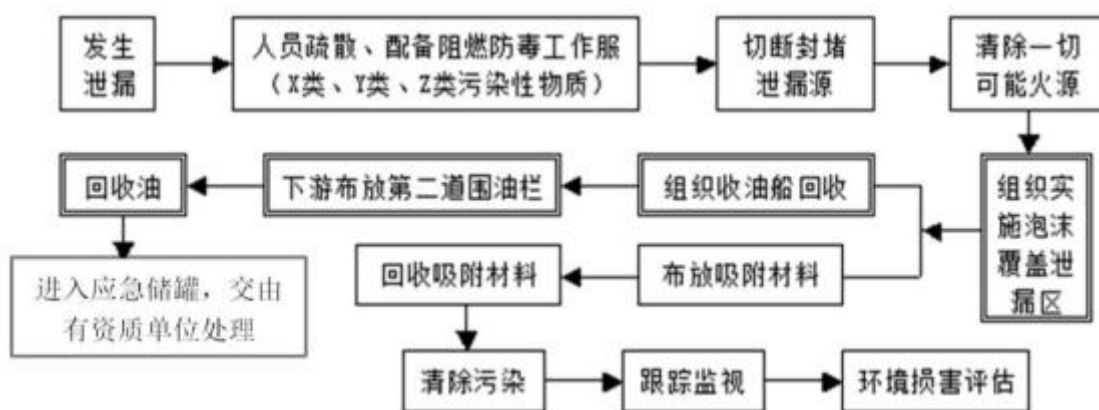 发生
泄漏
人员疏散、配备阻燃防毒工作服
（X类、Y类、Z类污染性物质）
切断封堵
泄漏源
清除一切
可能火源
组织实
施泡沫
覆盖泄
漏区
组织收油船回收
下游布放第二道围油栏
回收油
进入应急储罐，交由
有资质单位处理
布放吸附材料
回收吸附材料
清除污染
跟踪监视
环境损害评估